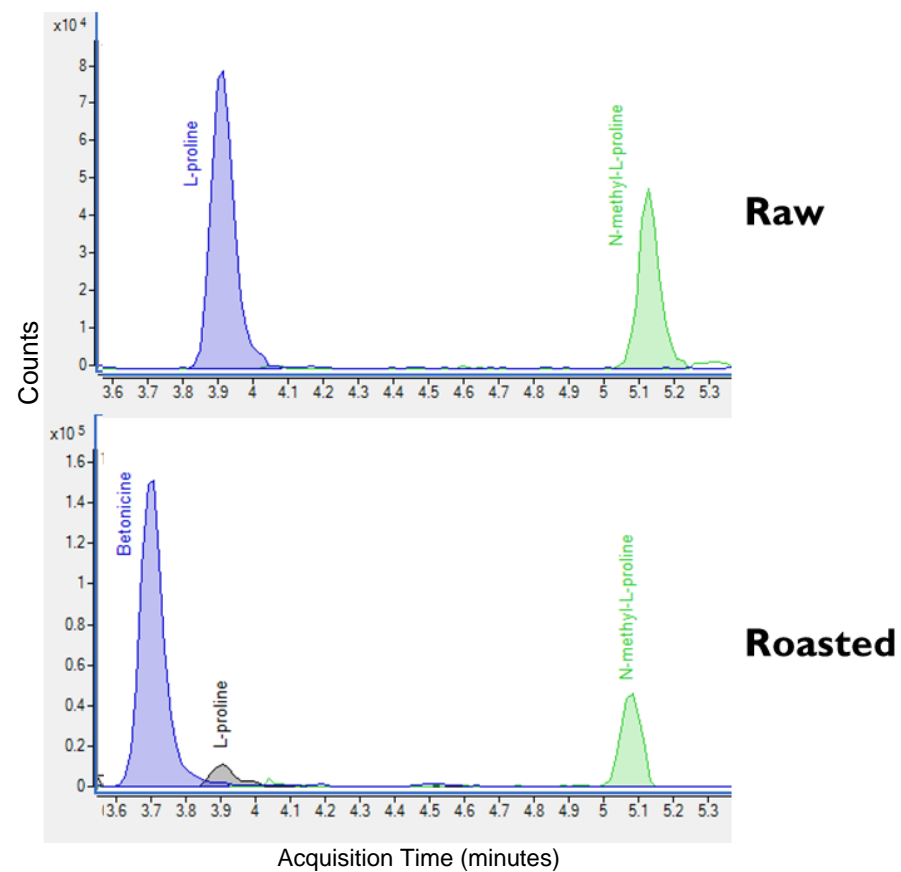 x10 4
8
7
6
5
4
3
2
1
0
L-proline
N-methyl-L-proline
Raw
3.6 3.7 3.8 3.9 4 4.1 4.2 4.3 4.4 4.5 4.6 4.7 4.8 4.9 5 5.1 5.2 5.3
Counts
x10 5
1.6
1.4
1.2
1
0.8
0.6
0.4
0.2
0
Betonicine
L-proline
N-methyl-L-proline
Roasted
3.6 3.7 3.8 3.9 4 4.1 4.2 4.3 4.4 4.5 4.6 4.7 4.8 4.9 5 5.1 5.2 5.3
Acquisition Time (minutes)